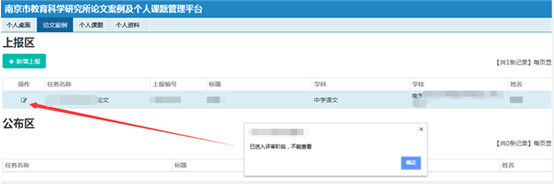 南京市教育科学研究所论文案例及个人课题管理平台
个人桌面 论文案例 个人课题 个人资料
上报区
+ 新增上报
【共1条记录】每页显
操作 任务名称 上报编号 标题 学科 学校 姓名
论文 中学语文 南京
公布区
已进入评审阶段，不能查看
确定
【共0条记录】每页显
任务名称 标题 姓名